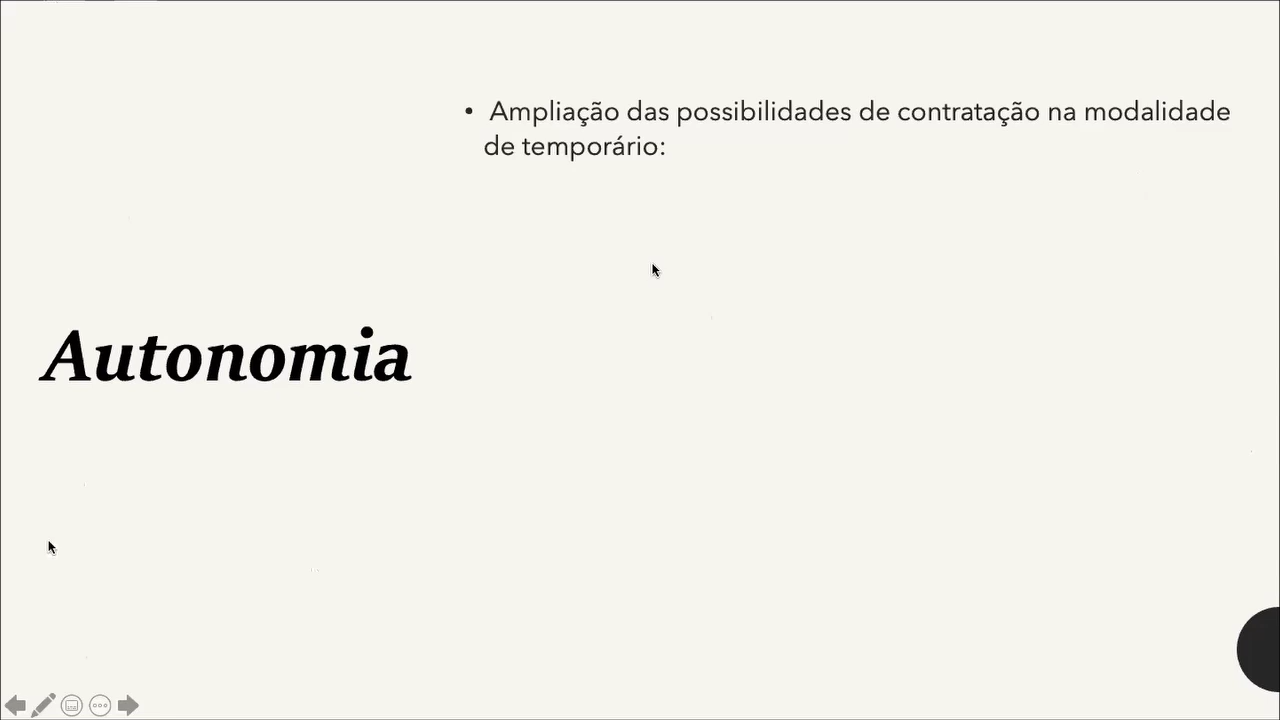 • Ampliação das possibilidades de contratação na modalidade
de temporário:
Autonomia